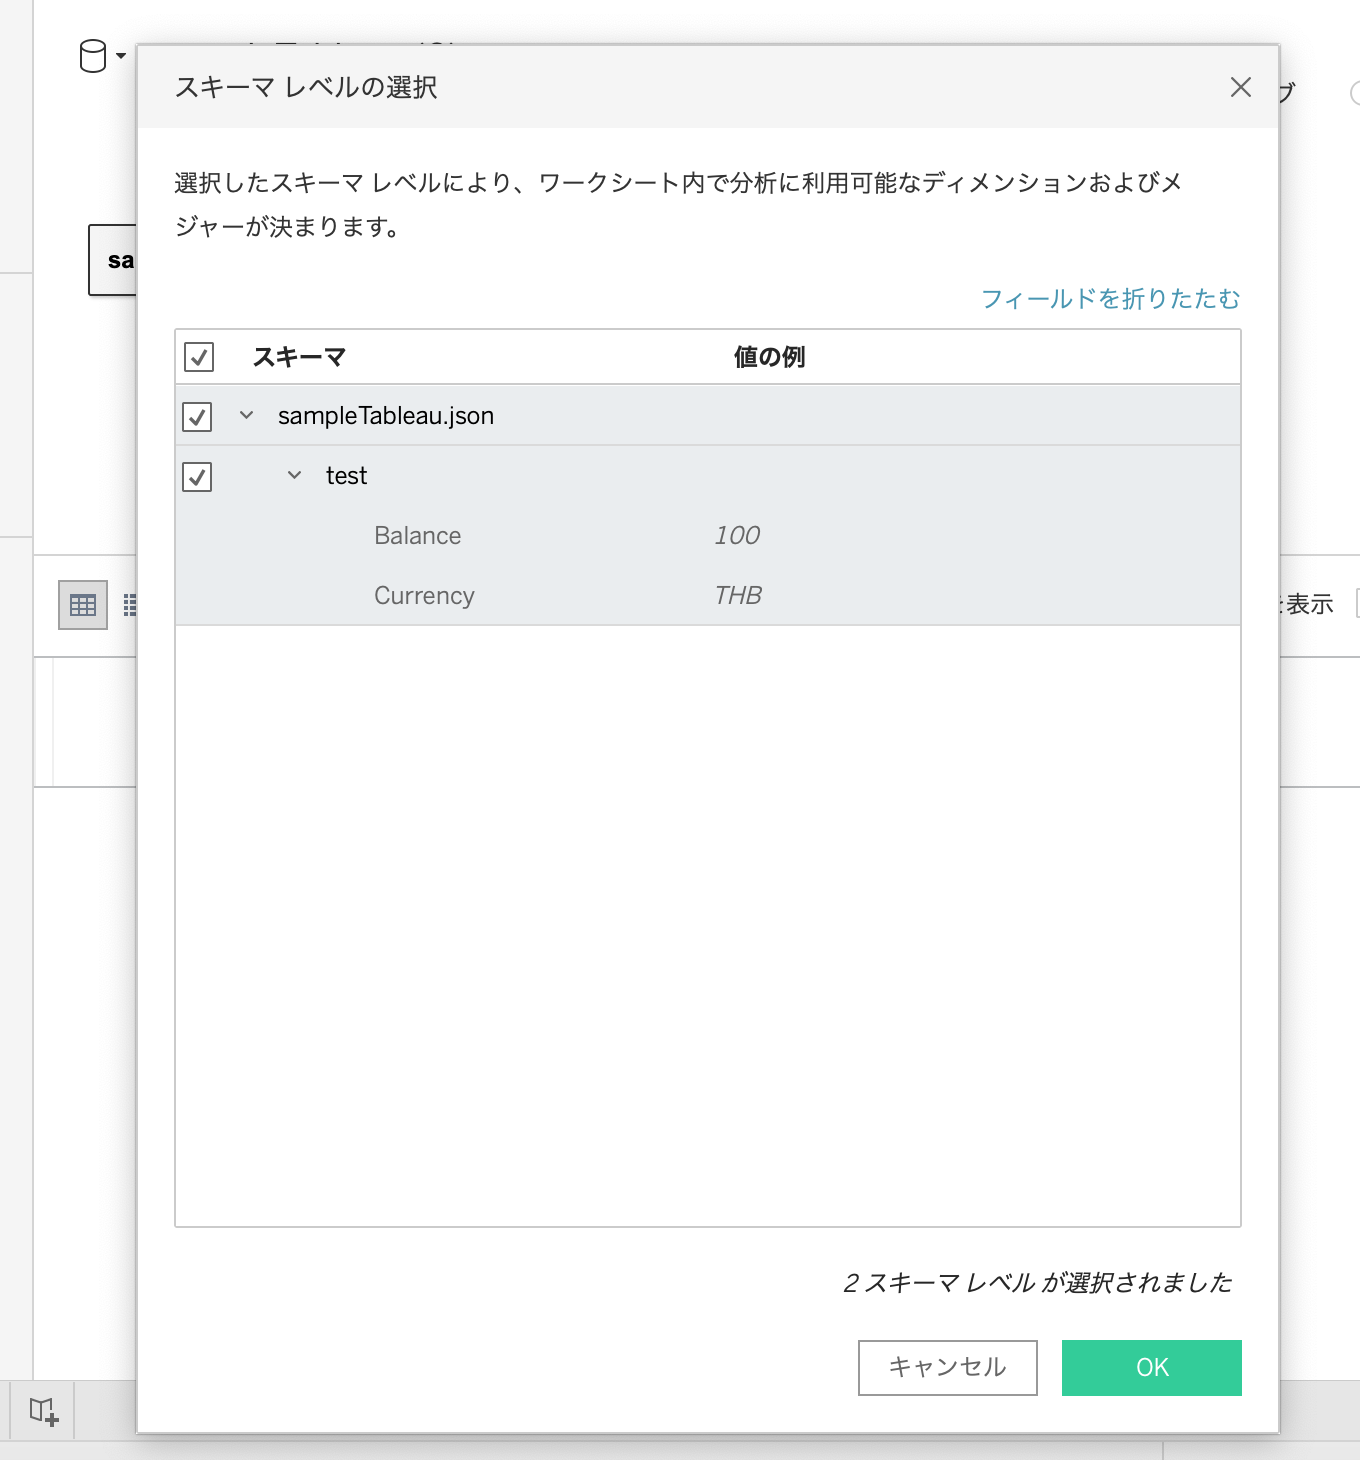 スキーマ レベルの選択
ブ
選択したスキーマ レベルにより、ワークシート内で分析に利用可能なディメンションおよびメ
ジャーが決まります。
sa
フィールドを折りたたむ
スキーマ 値の例
sampleTableau.json
test
Balance 100
Currency THB
表示
2 スキーマ レベル が選択されました
キャンセル OK